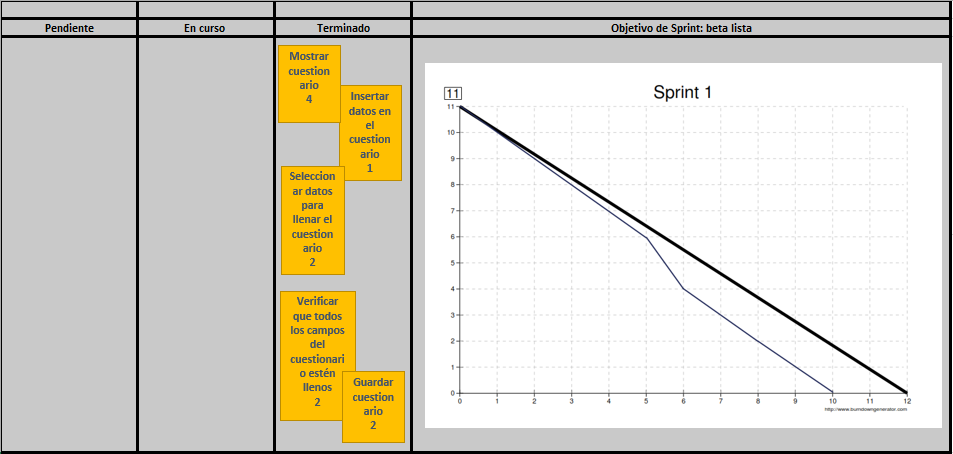 Pendiente
En curso
Terminado
Objetivo de Sprint: beta lista
Mostrar
cuestion
ario
4
Insertar
datos en
el
cuestion
ario
1
Seleccion
ar datos
para
llenar el
cuestion
ario
2
Verificar
que todos
los campos
del
cuestionari
o estén
llenos
2
Guardar
cuestion
ario
2
Sprint 1
11
11
10
9
8
7
6
5
4
3
2
1
0
0 1 2 3 4 5 6 7 8 9 10 11 12
http://www.burndowngenerator.com